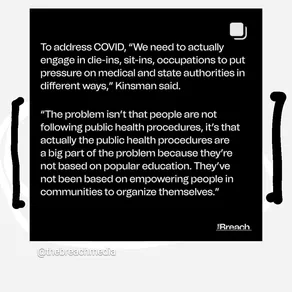 To address COVID, “We need to actually
engage in die-ins, sit-ins, occupations to put
pressure on medical and state authorities in
different ways,” Kinsman said.
“The problem isn’t that people are not
following public health procedures, it’s that
actually the public health procedures are
a big part of the problem because they’re
not based on popular education. They’ve
not been based on empowering people in
communities to organize themselves.”
The Breach
@thebreachmedia